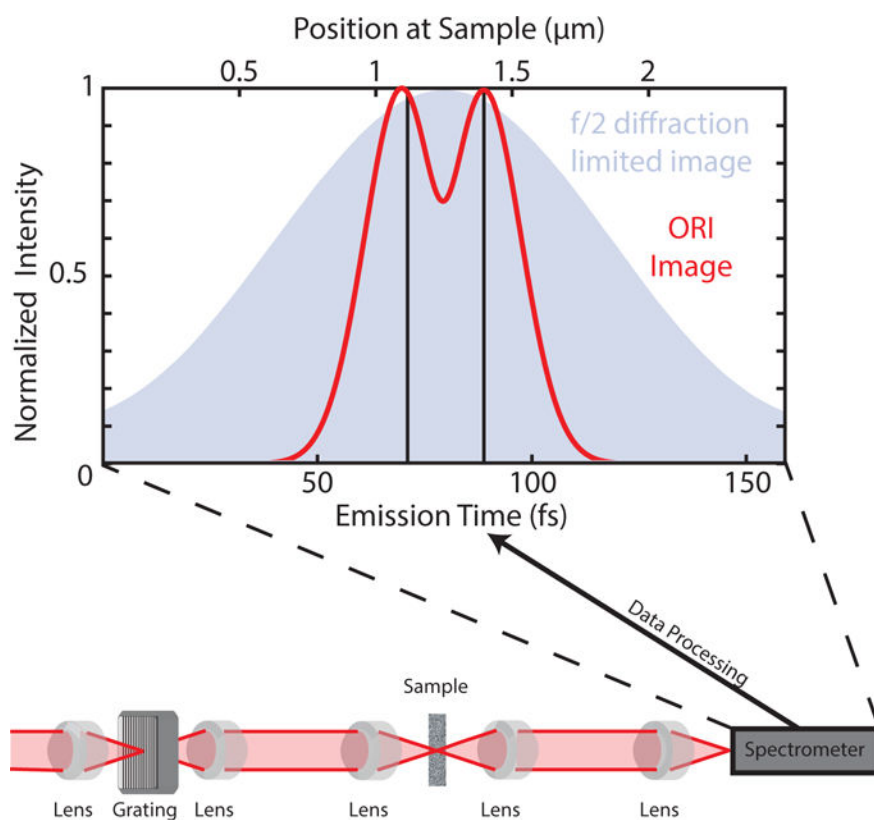 Position at Sample (μm)
0.5 1 1.5 2
1
f/2 diffraction
limited image
ORI
Image
Normalized Intensity
0.5
0
50 100 150
Emission Time (fs)
Data Processing
Sample
Spectrometer
Lens Grating Lens Lens Lens Lens